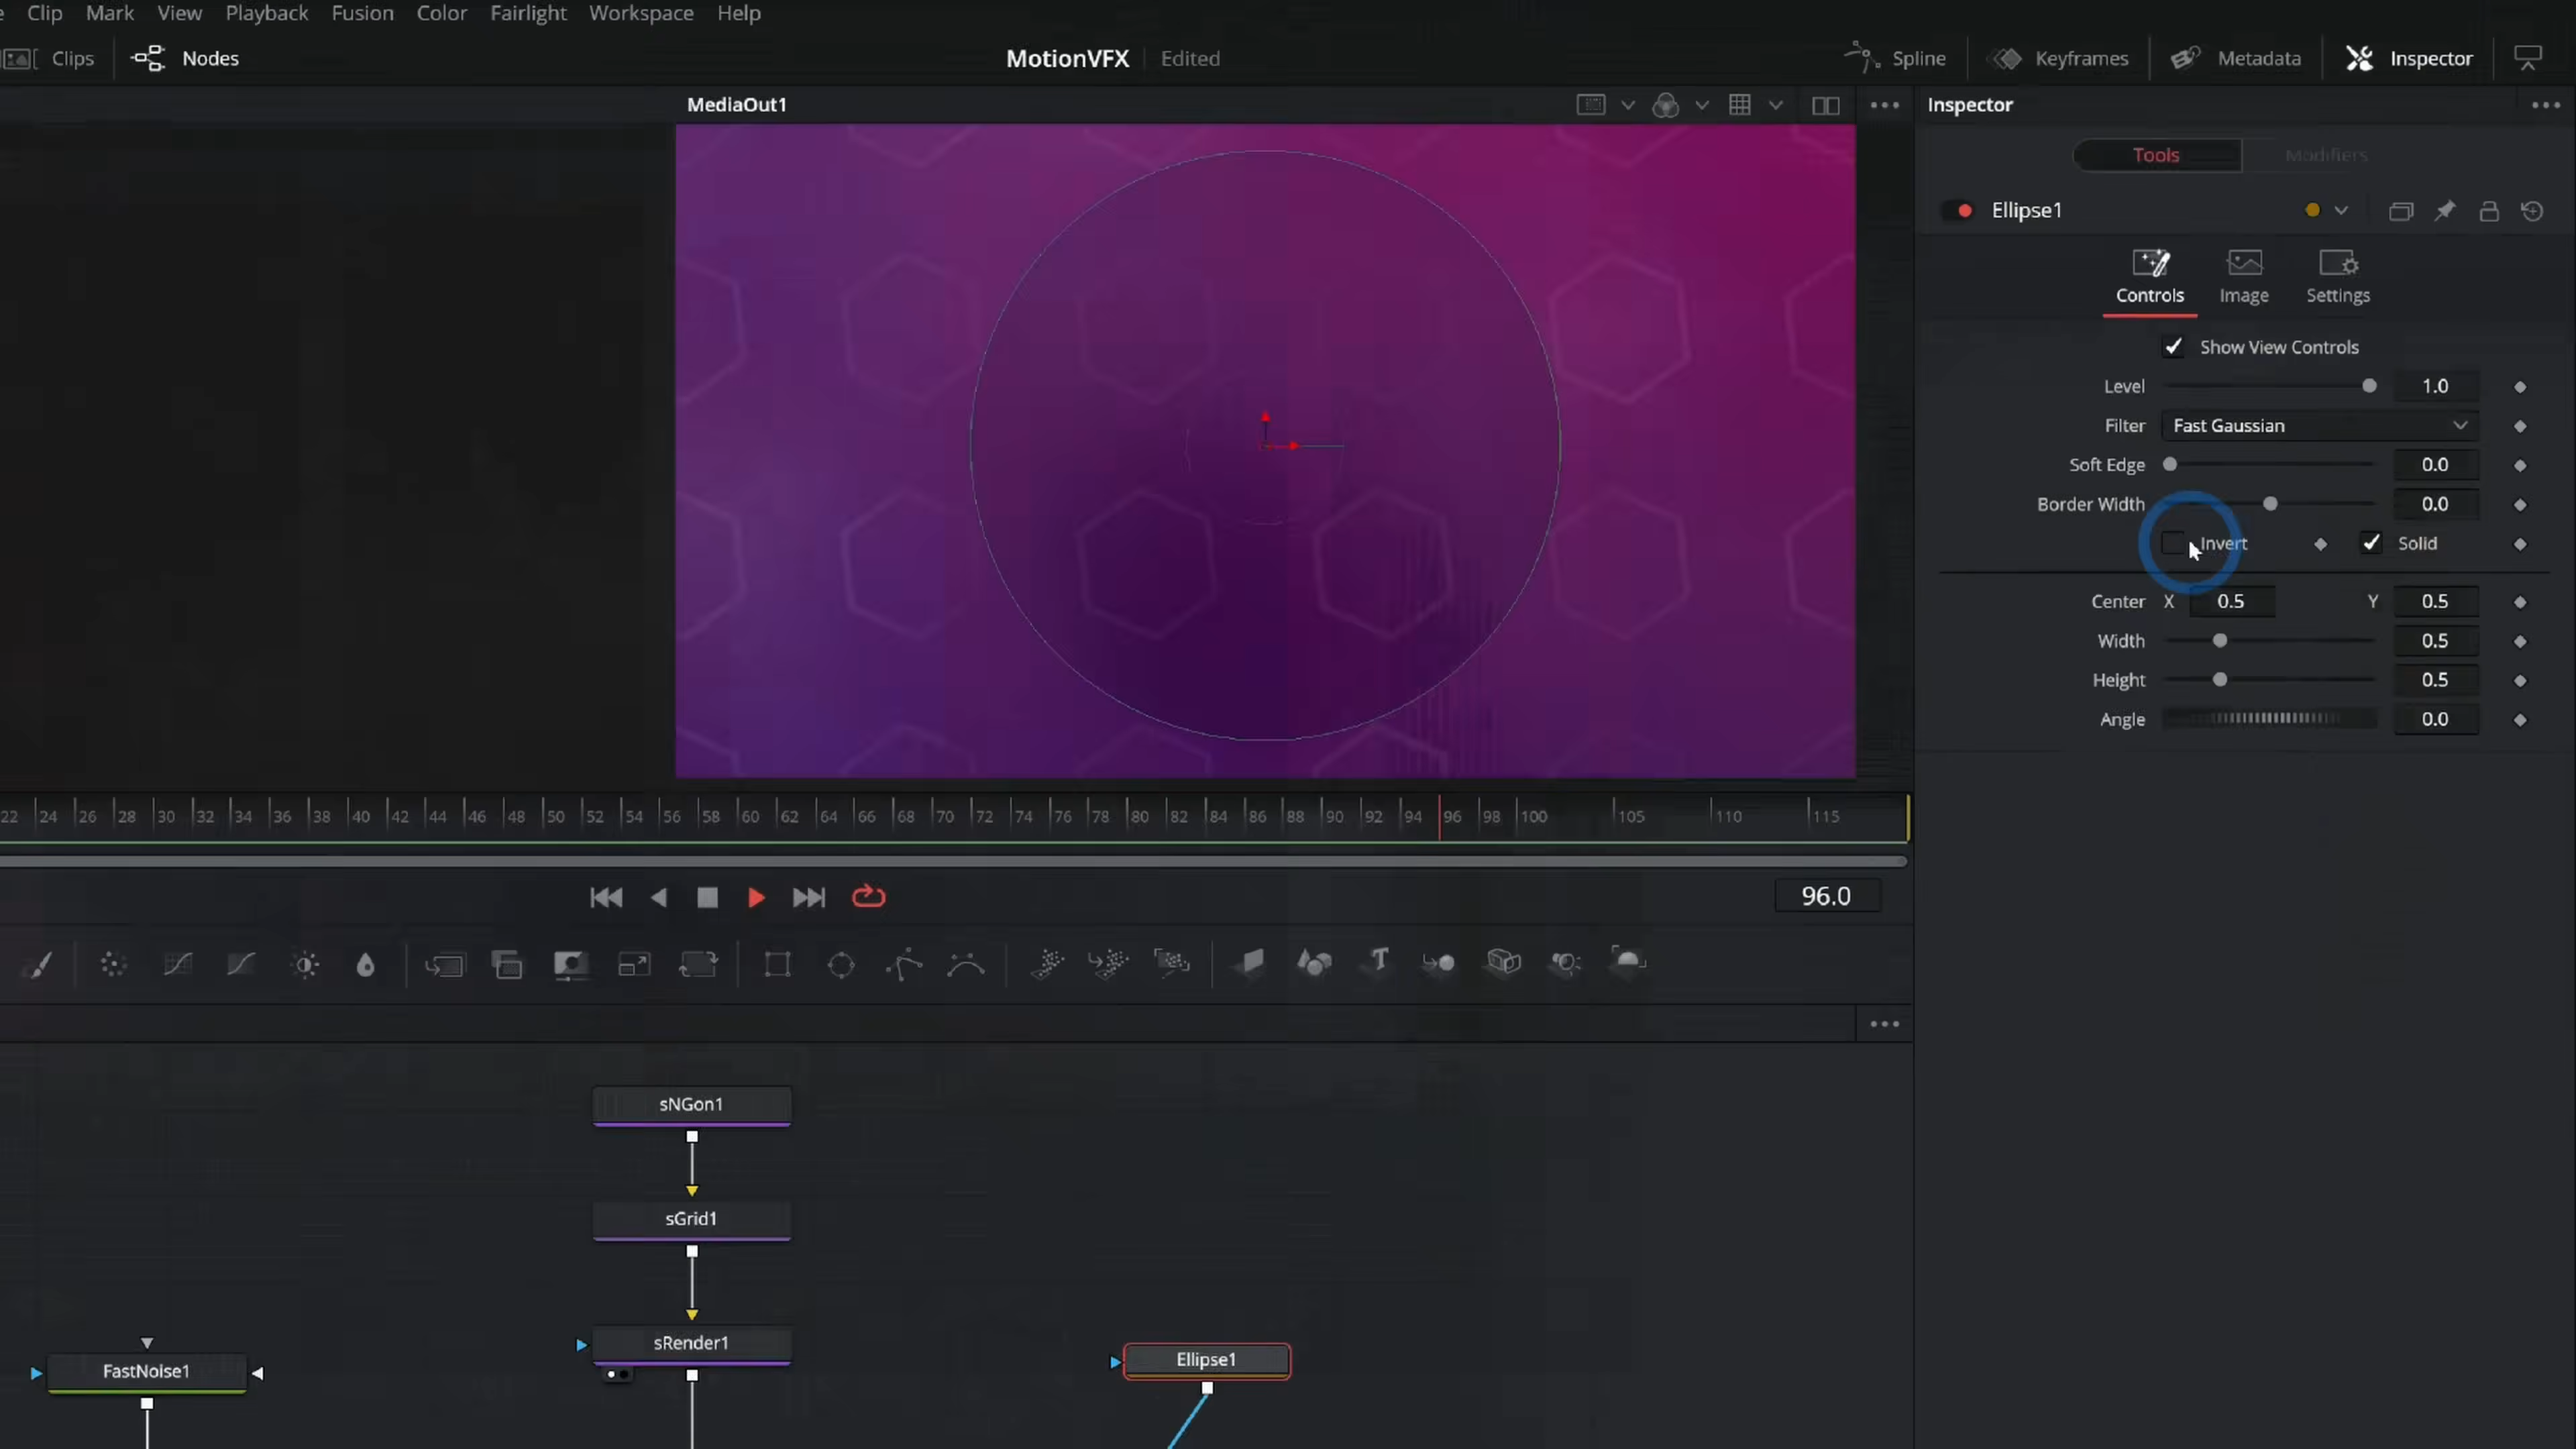 Clip Mark View Playback Fusion Color Fairlight Workspace Help
Clips Nodes MotionVFX Edited Spline Keyframes Metadata Inspector
MediaOut1 Inspector
Tools Modifiers
Ellipse1
Controls Image Settings
Show View Controls
Level 1.0
Filter Fast Gaussian
Soft Edge 0.0
Border Width 0.0
Invert Solid
Center X 0.5 Y 0.5
Width 0.5
Height 0.5
Angle 0.0
22 24 26 28 30 32 34 36 38 40 42 44 46 48 50 52 54 56 58 60 62 64 66 68 70 72 74 76 78 80 82 84 86 88 90 92 94 96 98 100 105 110 115
96.0
T
sNGon1
sGrid1
sRender1
Ellipse1
FastNoise1